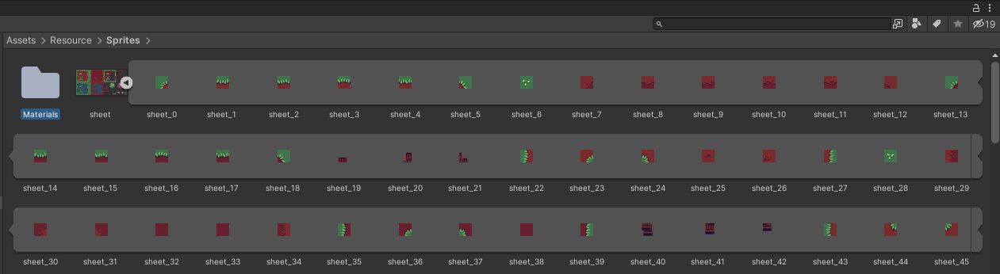 19
Assets > Resource > Sprites >
Materials sheet sheet_0 sheet_1 sheet_2 sheet_3 sheet_4 sheet_5 sheet_6 sheet_7 sheet_8 sheet_9 sheet_10 sheet_11 sheet_12 sheet_13
sheet_14 sheet_15 sheet_16 sheet_17 sheet_18 sheet_19 sheet_20 sheet_21 sheet_22 sheet_23 sheet_24 sheet_25 sheet_26 sheet_27 sheet_28 sheet_29
sheet_30 sheet_31 sheet_32 sheet_33 sheet_34 sheet_35 sheet_36 sheet_37 sheet_38 sheet_39 sheet_40 sheet_41 sheet_42 sheet_43 sheet_44 sheet_45